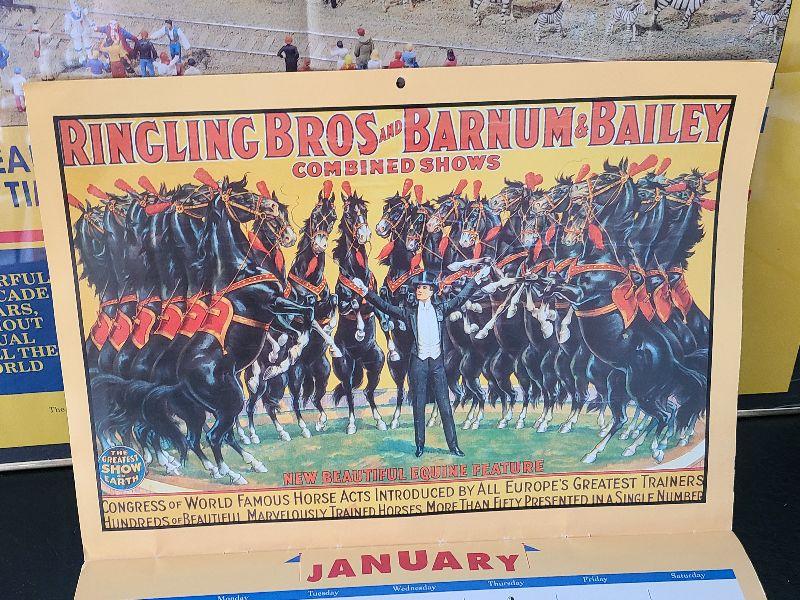 RINGLING BROS AND BARNUM & BAILEY
COMBINED SHOWS
THE
GREATEST
SHOW
ON
EARTH
NEW BEAUTIFUL EQUINE FEATURE
CONGRESS OF WORLD FAMOUS HORSE ACTS INTRODUCED BY ALL EUROPE'S GREATEST TRAINERS
HUNDREDS OF BEAUTIFUL MARVELOUSLY TRAINED HORSES MORE THAN FIFTY PRESENTED IN A SINGLE NUMBER
JANUARY
Monday Tuesday Wednesday Thursday Friday Saturday
The